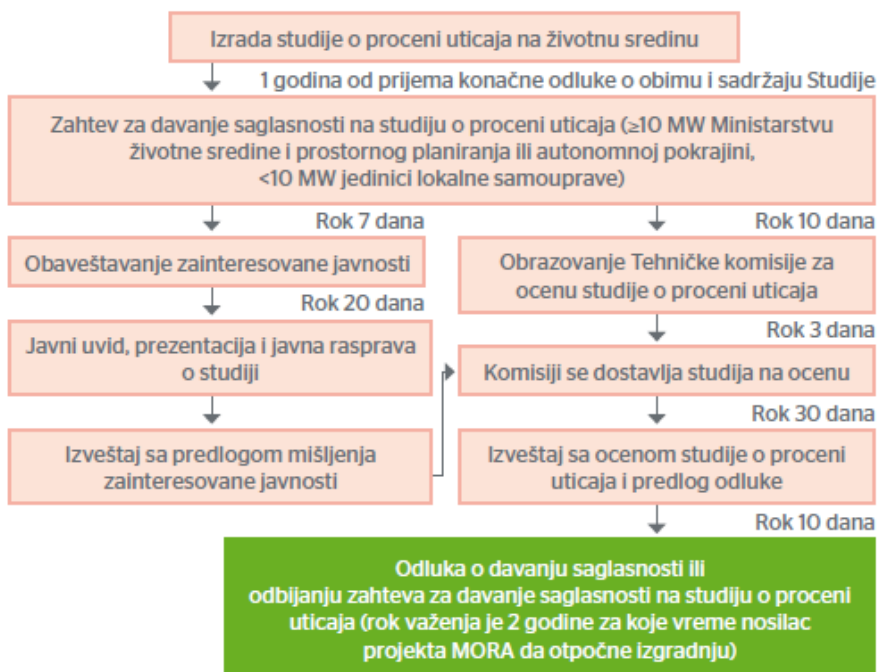 Izrada studije o proceni uticaja na životnu sredinu
1 godina od prijema konačne odluke o obimu i sadržaju Studije
Zahtev za davanje saglasnosti na studiju o proceni uticaja (≥10 MW Ministarstvu
životne sredine i prostornog planiranja ili autonomnoj pokrajini,
<10 MW jedinici lokalne samouprave)
Rok 7 dana
Rok 10 dana
Obaveštavanje zainteresovane javnosti
Obrazovanje Tehničke komisije za
ocenu studije o proceni uticaja
Rok 20 dana
Rok 3 dana
Javni uvid, prezentacija i javna rasprava
o studiji
Komisiji se dostavlja studija na ocenu
Rok 30 dana
Izveštaj sa predlogom mišljenja
zainteresovane javnosti
Izveštaj sa ocenom studije o proceni
uticaja i predlog odluke
Rok 10 dana
Odluka o davanju saglasnosti ili
odbijanju zahteva za davanje saglasnosti na studiju o proceni
uticaja (rok važenja je 2 godine za koje vreme nosilac
projekta MORA da otpočne izgradnju)